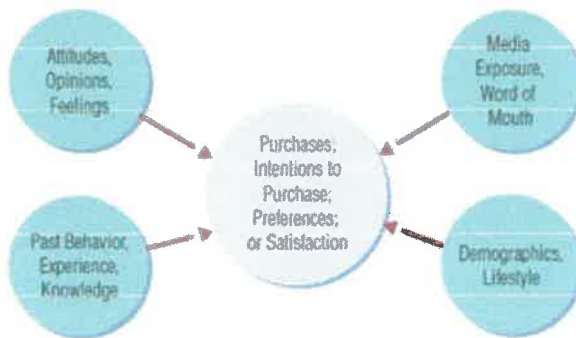 Attitudes,
Opinions,
Feelings
Media
Exposure,
Word of
Mouth
Purchases;
Intentions to
Purchase;
Preferences;
or Satisfaction
Past Behavior,
Experience,
Knowledge
Demographics,
Lifestyle